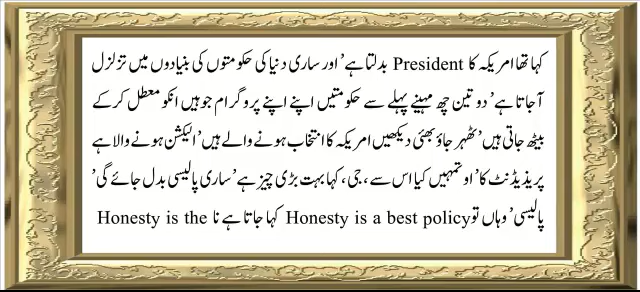 کہا تھا امریکہ کا President بدلتا ہے’ اور ساری دنیا کی حکومتوں کی بنیادوں میں تزلزل
آجاتا ہے’ دو تین چھ مہینے پہلے سے حکومتیں اپنے اپنے پروگرام جو ہیں انکو معطل کر کے
بیٹھ جاتی ہیں’ ٹھہر جاؤ بھئی دیکھیں امریکہ کا انتخاب ہونے والے ہیں’ الیکشن ہونے والا ہے
پریذیڈنٹ کا’ او تمہیں کیا اس سے، جی، کہا بہت بڑی چیز ہے’ ساری پالیسی بدل جائے گی’
پالیسی’ وہاں تو Honesty is a best policy کہا جاتا ہے نا Honesty is the